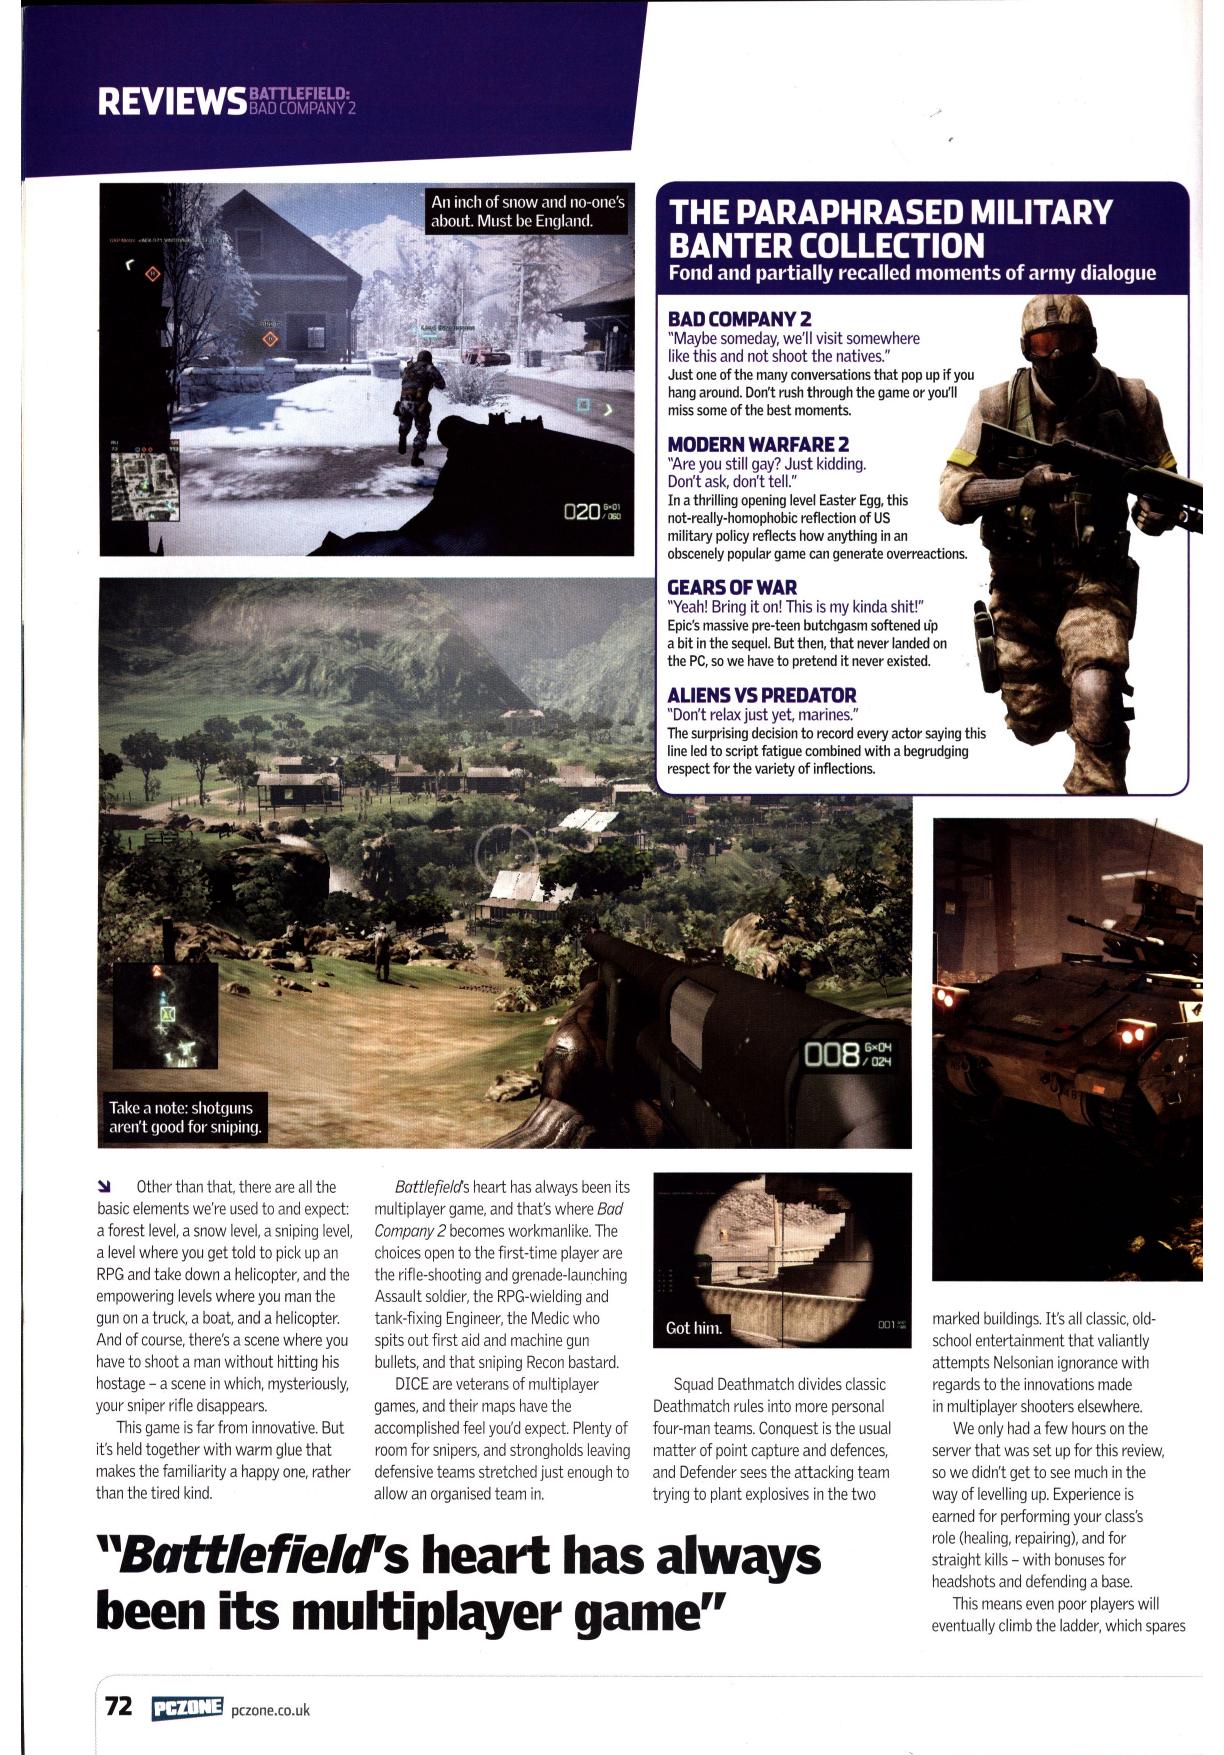 REVIEWS BATTLEFIELD:
BAD COMPANY 2
An inch of snow and no-one's
about. Must be England.
020 G×01
/ 060
THE PARAPHRASED MILITARY
BANTER COLLECTION
Fond and partially recalled moments of army dialogue
BAD COMPANY 2
"Maybe someday, we'll visit somewhere
like this and not shoot the natives."
Just one of the many conversations that pop up if you
hang around. Don't rush through the game or you'll
miss some of the best moments.
MODERN WARFARE 2
"Are you still gay? Just kidding.
Don't ask, don't tell."
In a thrilling opening level Easter Egg, this
not-really-homophobic reflection of US
military policy reflects how anything in an
obscenely popular game can generate overreactions.
GEARS OF WAR
"Yeah! Bring it on! This is my kinda shit!"
Epic's massive pre-teen butchgasm softened up
a bit in the sequel. But then, that never landed on
the PC, so we have to pretend it never existed.
ALIENS VS PREDATOR
"Don't relax just yet, marines."
The surprising decision to record every actor saying this
line led to script fatigue combined with a begrudging
respect for the variety of inflections.
008 G×04
/ 024
Take a note: shotguns
aren't good for sniping.
Other than that, there are all the
basic elements we're used to and expect:
a forest level, a snow level, a sniping level,
a level where you get told to pick up an
RPG and take down a helicopter, and the
empowering levels where you man the
gun on a truck, a boat, and a helicopter.
And of course, there's a scene where you
have to shoot a man without hitting his
hostage – a scene in which, mysteriously,
your sniper rifle disappears.
This game is far from innovative. But
it's held together with warm glue that
makes the familiarity a happy one, rather
than the tired kind.
Battlefield's heart has always been its
multiplayer game, and that's where Bad
Company 2 becomes workmanlike. The
choices open to the first-time player are
the rifle-shooting and grenade-launching
Assault soldier, the RPG-wielding and
tank-fixing Engineer, the Medic who
spits out first aid and machine gun
bullets, and that sniping Recon bastard.
DICE are veterans of multiplayer
games, and their maps have the
accomplished feel you'd expect. Plenty of
room for snipers, and strongholds leaving
defensive teams stretched just enough to
allow an organised team in.
Got him.
001
Squad Deathmatch divides classic
Deathmatch rules into more personal
four-man teams. Conquest is the usual
matter of point capture and defences,
and Defender sees the attacking team
trying to plant explosives in the two
marked buildings. It's all classic, old-
school entertainment that valiantly
attempts Nelsonian ignorance with
regards to the innovations made
in multiplayer shooters elsewhere.
We only had a few hours on the
server that was set up for this review,
so we didn't get to see much in the
way of levelling up. Experience is
earned for performing your class's
role (healing, repairing), and for
straight kills – with bonuses for
headshots and defending a base.
This means even poor players will
eventually climb the ladder, which spares
"Battlefield's heart has always
been its multiplayer game"
72 PCZONE pczone.co.uk